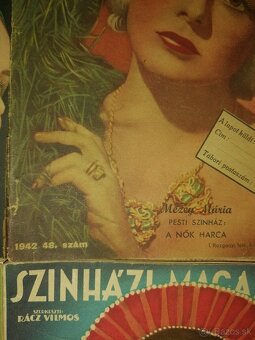 A lapot küldi
Cím:
Tábori postaszám
Mezey Mária
PESTI SZINHÁZ:
A NŐK HARCA
1942 48. szám
SZINHÁZI MAGA
SZERKESZTI:
RÁCZ VILMOS